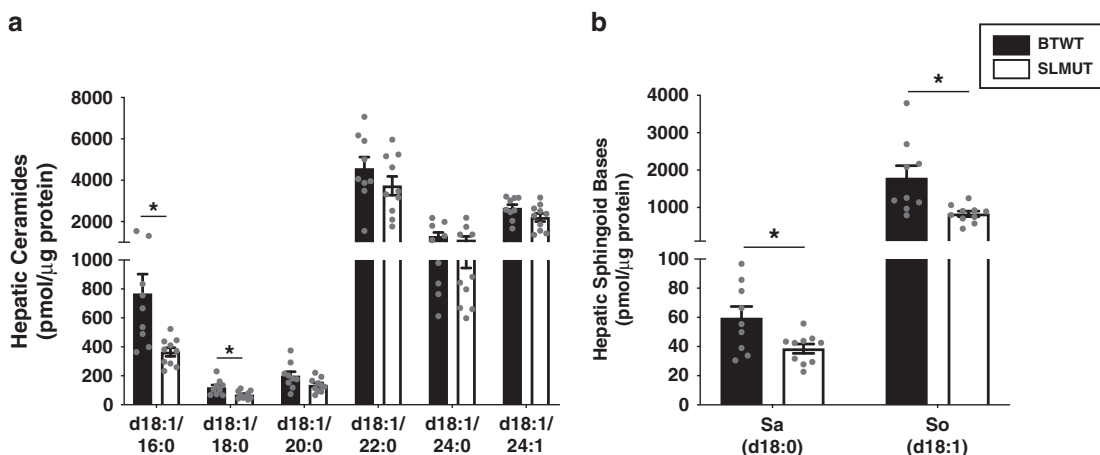 a
Hepatic Ceramides
(pmol/μg protein)
8000
6000
4000
2000
1000
800
600
400
200
0
*
*
d18:1/
16:0
d18:1/
18:0
d18:1/
20:0
d18:1/
22:0
d18:1/
24:0
d18:1/
24:1
b
BTWT
SLMUT
Hepatic Sphingoid Bases
(pmol/μg protein)
4000
3000
2000
1000
100
80
60
40
20
0
*
*
Sa
(d18:0)
So
(d18:1)